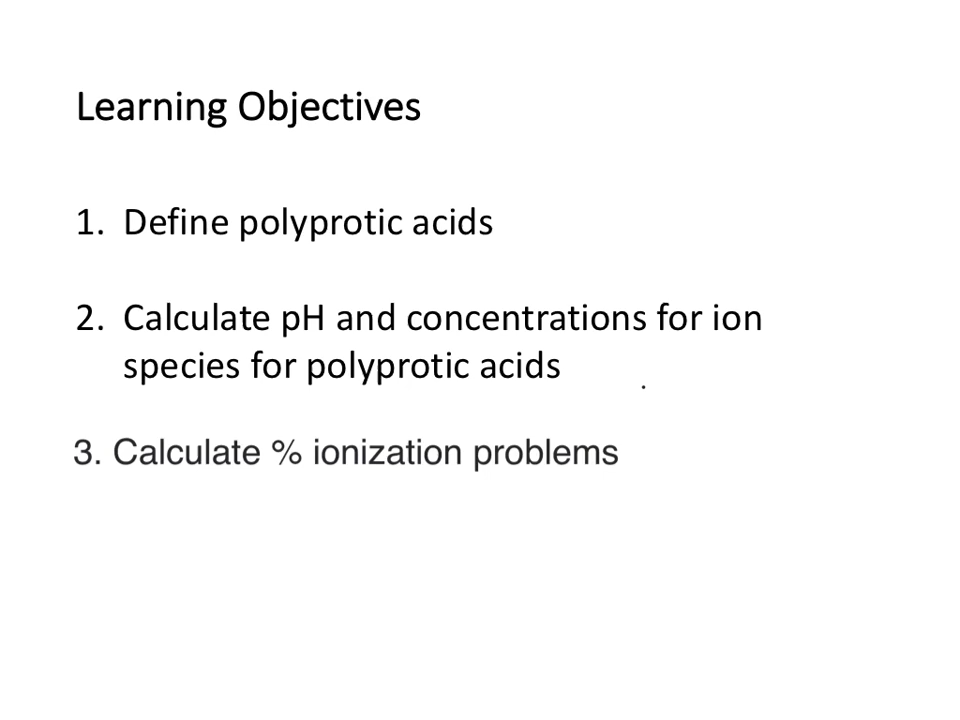 Learning Objectives
1. Define polyprotic acids
2. Calculate pH and concentrations for ion
species for polyprotic acids
.
3. Calculate % ionization problems